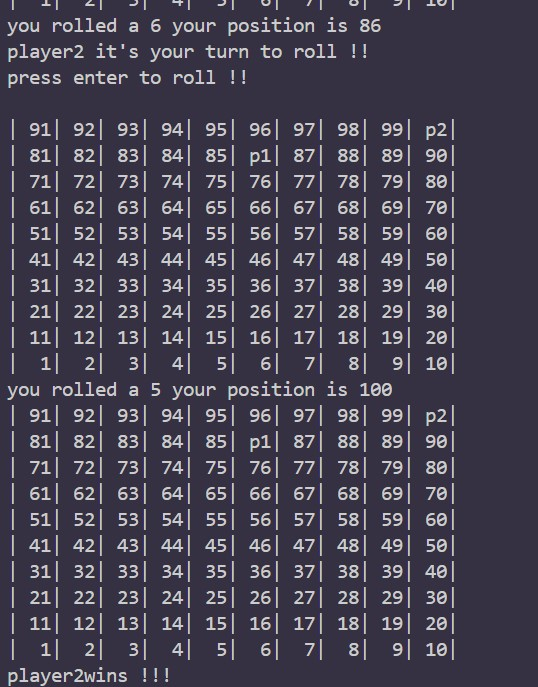 | 1| 2| 3| 4| 5| 6| 7| 8| 9| 10|
you rolled a 6 your position is 86
player2 it's your turn to roll !!
press enter to roll !!
| 91| 92| 93| 94| 95| 96| 97| 98| 99| p2|
| 81| 82| 83| 84| 85| p1| 87| 88| 89| 90|
| 71| 72| 73| 74| 75| 76| 77| 78| 79| 80|
| 61| 62| 63| 64| 65| 66| 67| 68| 69| 70|
| 51| 52| 53| 54| 55| 56| 57| 58| 59| 60|
| 41| 42| 43| 44| 45| 46| 47| 48| 49| 50|
| 31| 32| 33| 34| 35| 36| 37| 38| 39| 40|
| 21| 22| 23| 24| 25| 26| 27| 28| 29| 30|
| 11| 12| 13| 14| 15| 16| 17| 18| 19| 20|
| 1| 2| 3| 4| 5| 6| 7| 8| 9| 10|
you rolled a 5 your position is 100
| 91| 92| 93| 94| 95| 96| 97| 98| 99| p2|
| 81| 82| 83| 84| 85| p1| 87| 88| 89| 90|
| 71| 72| 73| 74| 75| 76| 77| 78| 79| 80|
| 61| 62| 63| 64| 65| 66| 67| 68| 69| 70|
| 51| 52| 53| 54| 55| 56| 57| 58| 59| 60|
| 41| 42| 43| 44| 45| 46| 47| 48| 49| 50|
| 31| 32| 33| 34| 35| 36| 37| 38| 39| 40|
| 21| 22| 23| 24| 25| 26| 27| 28| 29| 30|
| 11| 12| 13| 14| 15| 16| 17| 18| 19| 20|
| 1| 2| 3| 4| 5| 6| 7| 8| 9| 10|
player2wins !!!